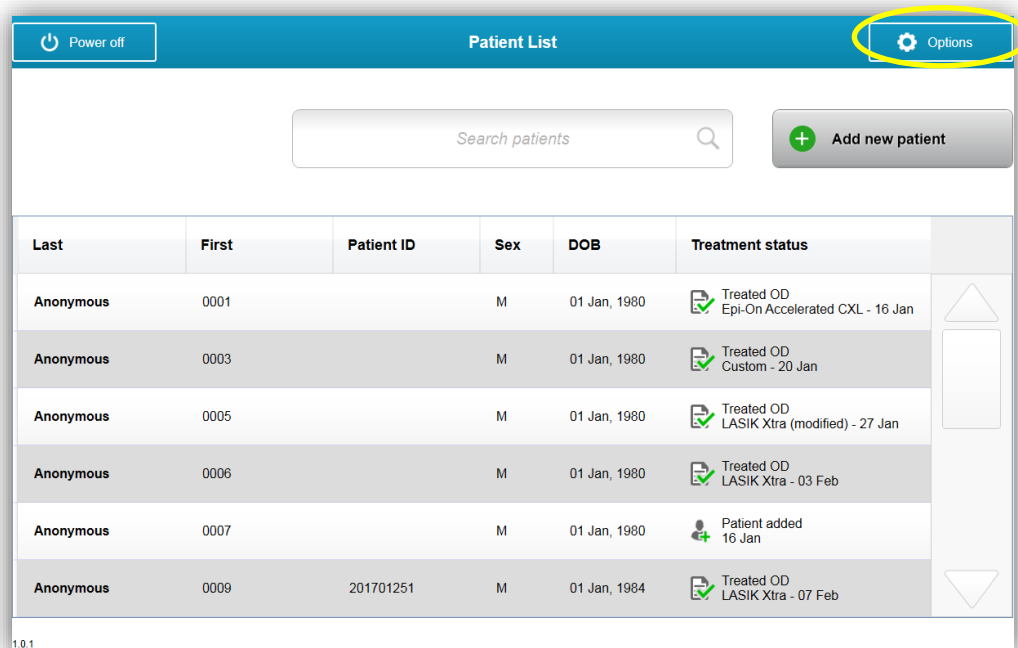 Power off
Patient List
Options
Search patients
Add new patient
Last First Patient ID Sex DOB Treatment status
Anonymous 0001 M 01 Jan, 1980 Treated OD
Epi-On Accelerated CXL - 16 Jan
Anonymous 0003 M 01 Jan, 1980 Treated OD
Custom - 20 Jan
Anonymous 0005 M 01 Jan, 1980 Treated OD
LASIK Xtra (modified) - 27 Jan
Anonymous 0006 M 01 Jan, 1980 Treated OD
LASIK Xtra - 03 Feb
Anonymous 0007 M 01 Jan, 1980 Patient added
16 Jan
Anonymous 0009 201701251 M 01 Jan, 1984 Treated OD
LASIK Xtra - 07 Feb
1.0.1